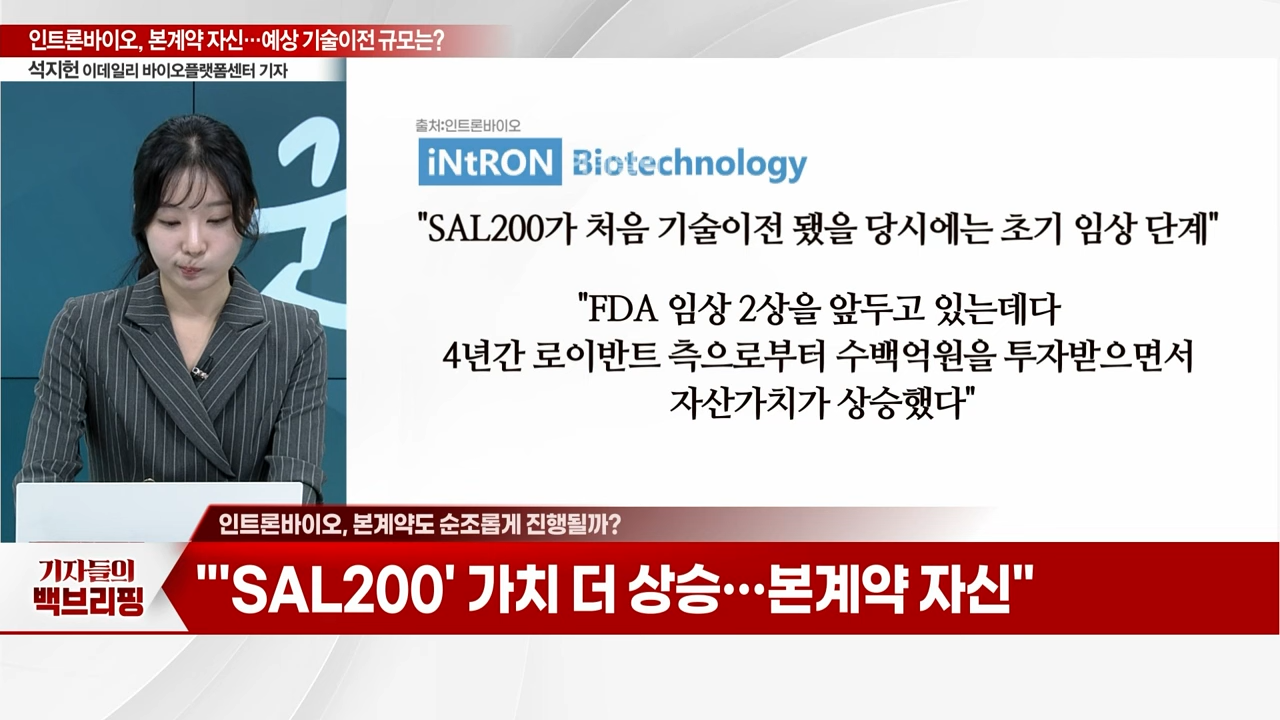 인트론바이오, 본계약 자신…예상 기술이전 규모는?
석지헌 이데일리 바이오플랫폼센터 기자
출처:인트론바이오
iNtRON Biotechnology
"SAL200가 처음 기술이전 됐을 당시에는 초기 임상 단계"
"FDA 임상 2상을 앞두고 있는데다
4년간 로이반트 측으로부터 수백억원을 투자받으면서
자산가치가 상승했다"
인트론바이오, 본계약도 순조롭게 진행될까?
기자들의
백브리핑
"'SAL200' 가치 더 상승…본계약 자신"